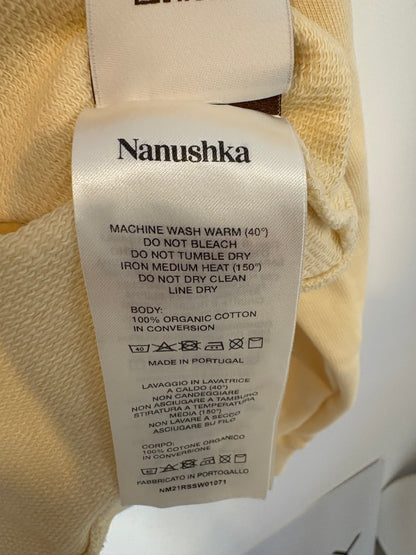 Nanushka
MACHINE WASH WARM (40°)
DO NOT BLEACH
DO NOT TUMBLE DRY
IRON MEDIUM HEAT (150°)
DO NOT DRY CLEAN
LINE DRY
BODY:
100% ORGANIC COTTON
IN CONVERSION
40
MADE IN PORTUGAL
LAVAGGIO IN LAVATRICE
A CALDO (40°)
NON CANDEGGIARE
NON ASCIUGARE A TAMBURO
STIRATURA A TEMPERATURA
MEDIA (150°)
NON LAVARE A SECCO
ASCIUGARE SU FILO
CORPO:
100% COTONE ORGANICO
IN CONVERSIONE
FABBRICATO IN PORTOGALLO
NM21RSSW01071